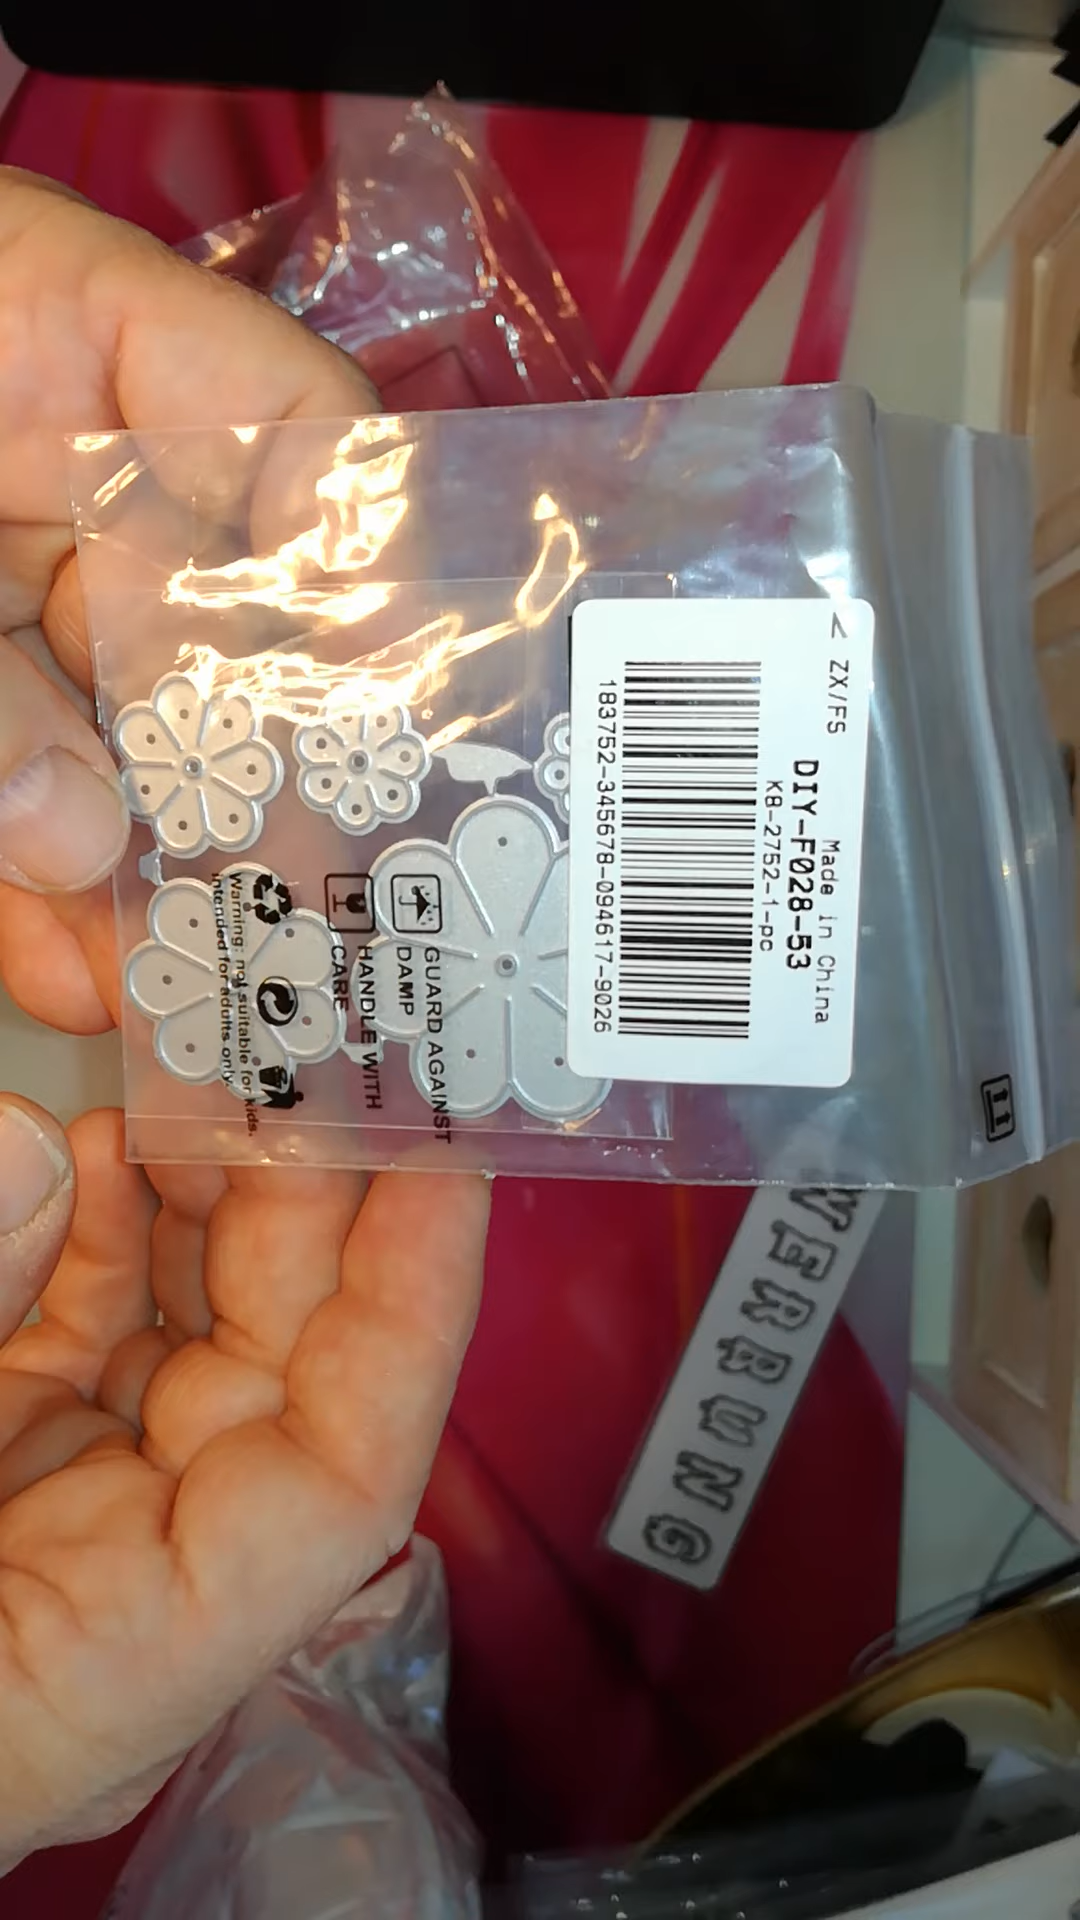 < ZX/FS
Made in China
DIY-F028-53
KB-2752-1-pc
183752-345678-094617-9026
GUARD AGAINST
DAMP
HANDLE WITH
CARE
Warning: not suitable for kids.
intended for adults only.
WERBUNG